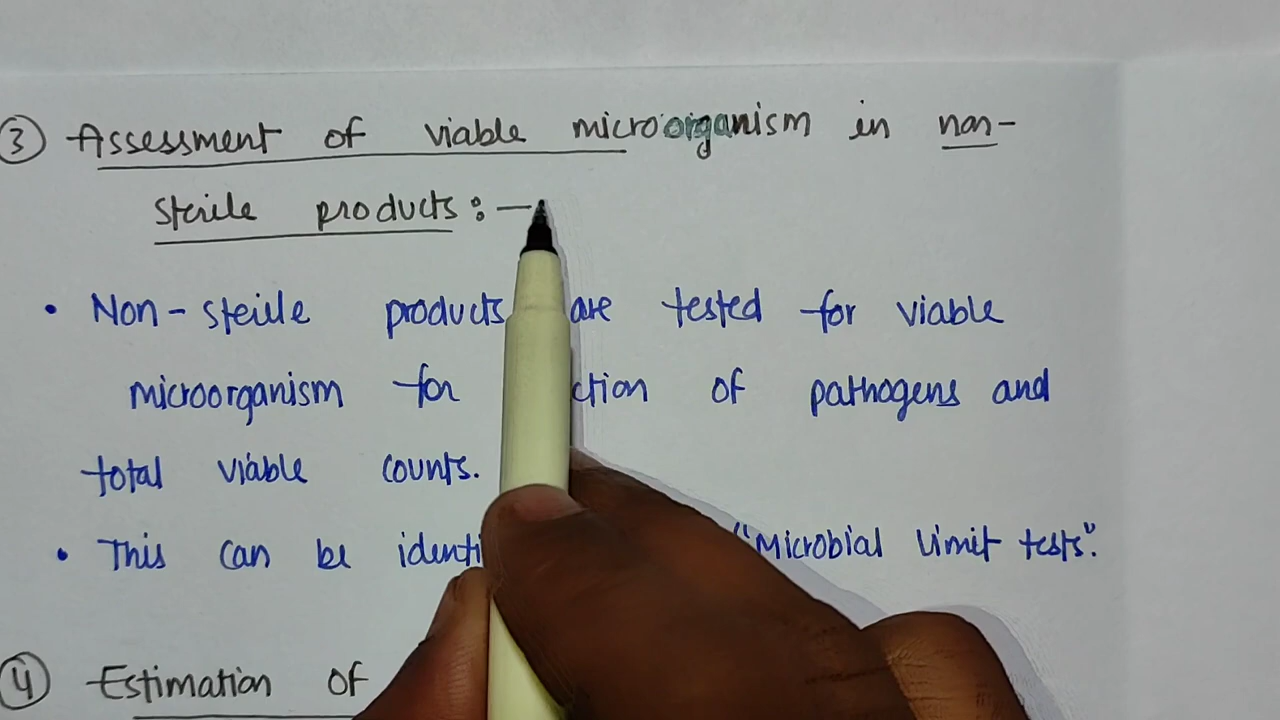 ③ Assessment of viable microorganism in non-
sterile products :-
• Non-sterile products are tested for viable
microorganism for ction of pathogens and
total viable counts.
• This can be identi "Microbial limit tests".
④ Estimation of